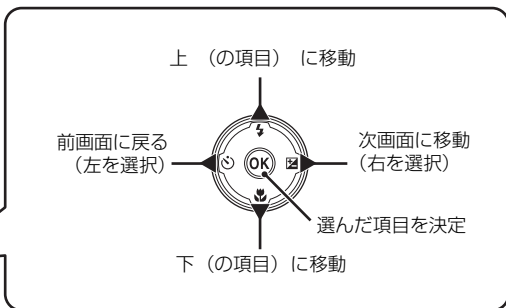 上 （の項目） に移動
前画面に戻る
（左を選択）
次画面に移動
（右を選択）
OK
選んだ項目を決定
下（の項目）に移動